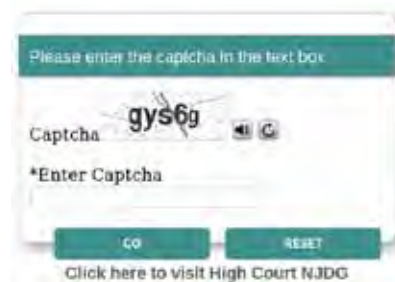 Please enter the captcha in the text box
gys6g
Captcha
*Enter Captcha
GO
RESET
Click here to visit High Court NJDG